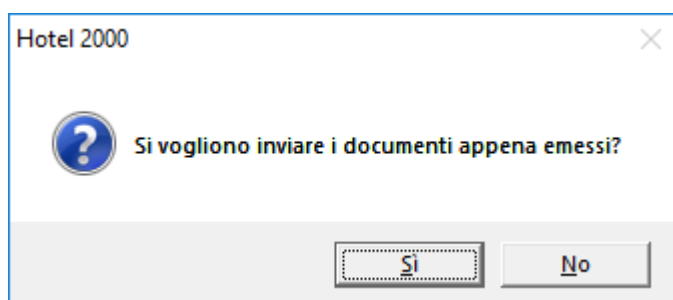 Hotel 2000
Si vogliono inviare i documenti appena emessi?
Sì
No